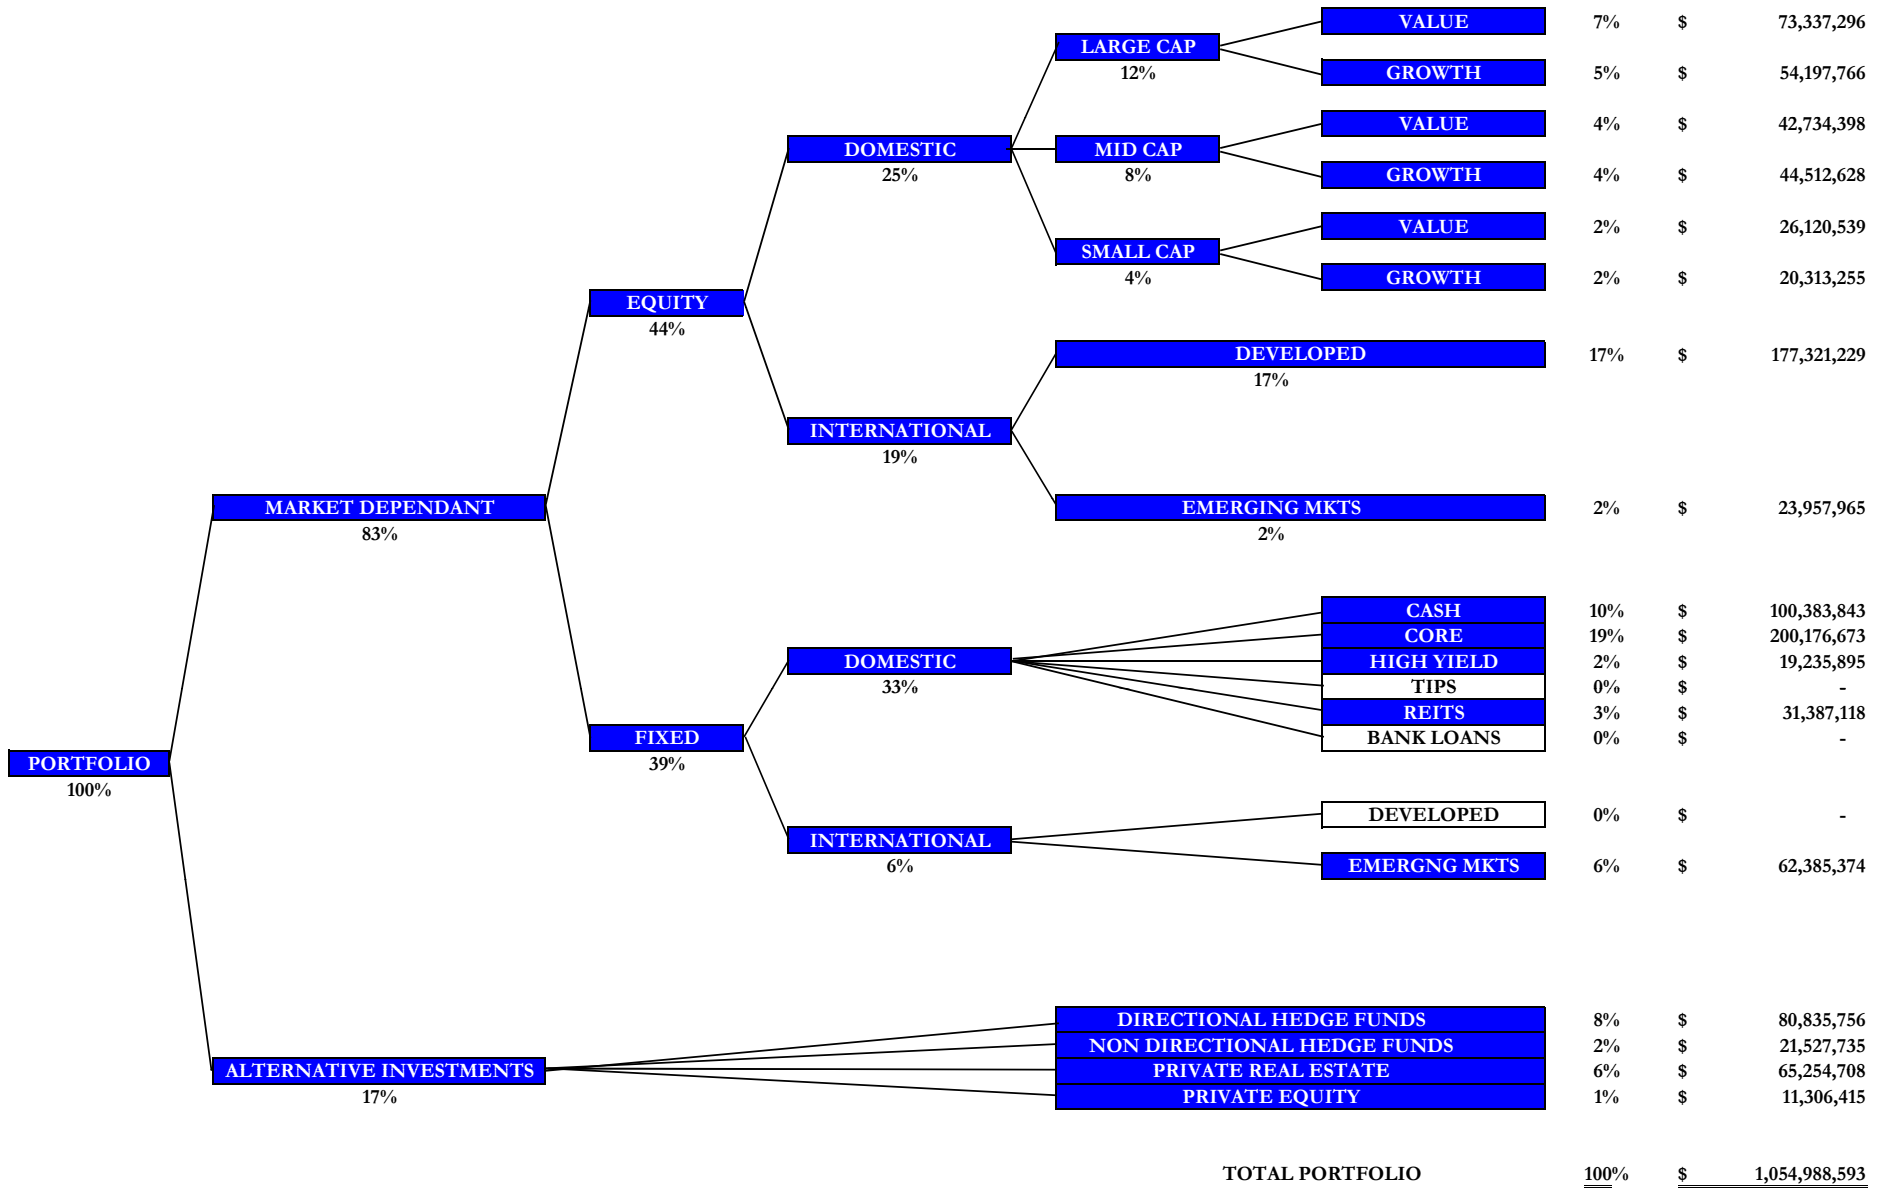 VALUE 7% $ 73,337,296
LARGE CAP
12%
GROWTH 5% $ 54,197,766
VALUE 4% $ 42,734,398
DOMESTIC MID CAP
25% 8% GROWTH 4% $ 44,512,628
VALUE 2% $ 26,120,539
SMALL CAP
4% GROWTH 2% $ 20,313,255
EQUITY
44%
DEVELOPED 17% $ 177,321,229
17%
INTERNATIONAL
19%
MARKET DEPENDANT EMERGING MKTS 2% $ 23,957,965
83% 2%
CASH 10% $ 100,383,843
CORE 19% $ 200,176,673
DOMESTIC HIGH YIELD 2% $ 19,235,895
33% TIPS 0% $ -
REITS 3% $ 31,387,118
FIXED BANK LOANS 0% $ -
39%
PORTFOLIO
100%
DEVELOPED 0% $ -
INTERNATIONAL
6% EMERGNG MKTS 6% $ 62,385,374
DIRECTIONAL HEDGE FUNDS 8% $ 80,835,756
NON DIRECTIONAL HEDGE FUNDS 2% $ 21,527,735
ALTERNATIVE INVESTMENTS PRIVATE REAL ESTATE 6% $ 65,254,708
17% PRIVATE EQUITY 1% $ 11,306,415
TOTAL PORTFOLIO 100% $ 1,054,988,593